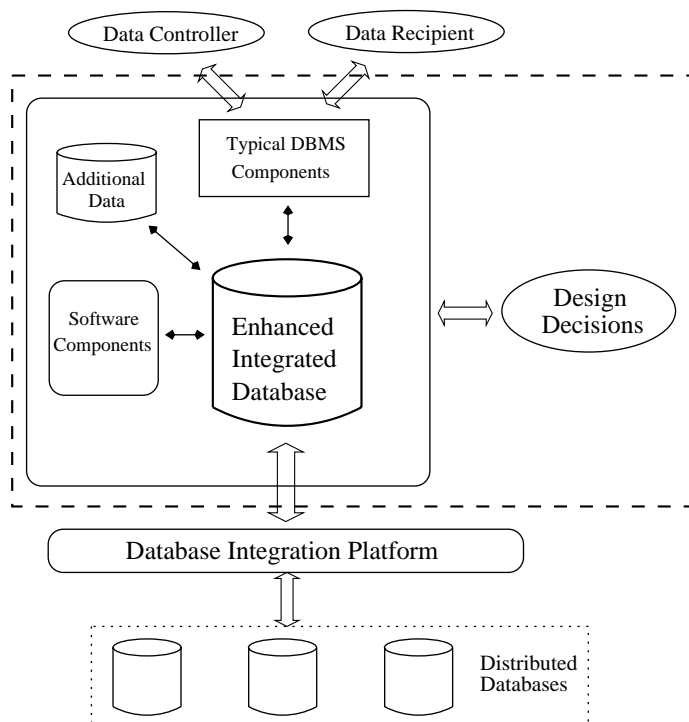 Data Controller
Data Recipient
Typical DBMS
Components
Additional
Data
Software
Components
Enhanced
Integrated
Database
Design
Decisions
Database Integration Platform
Distributed
Databases